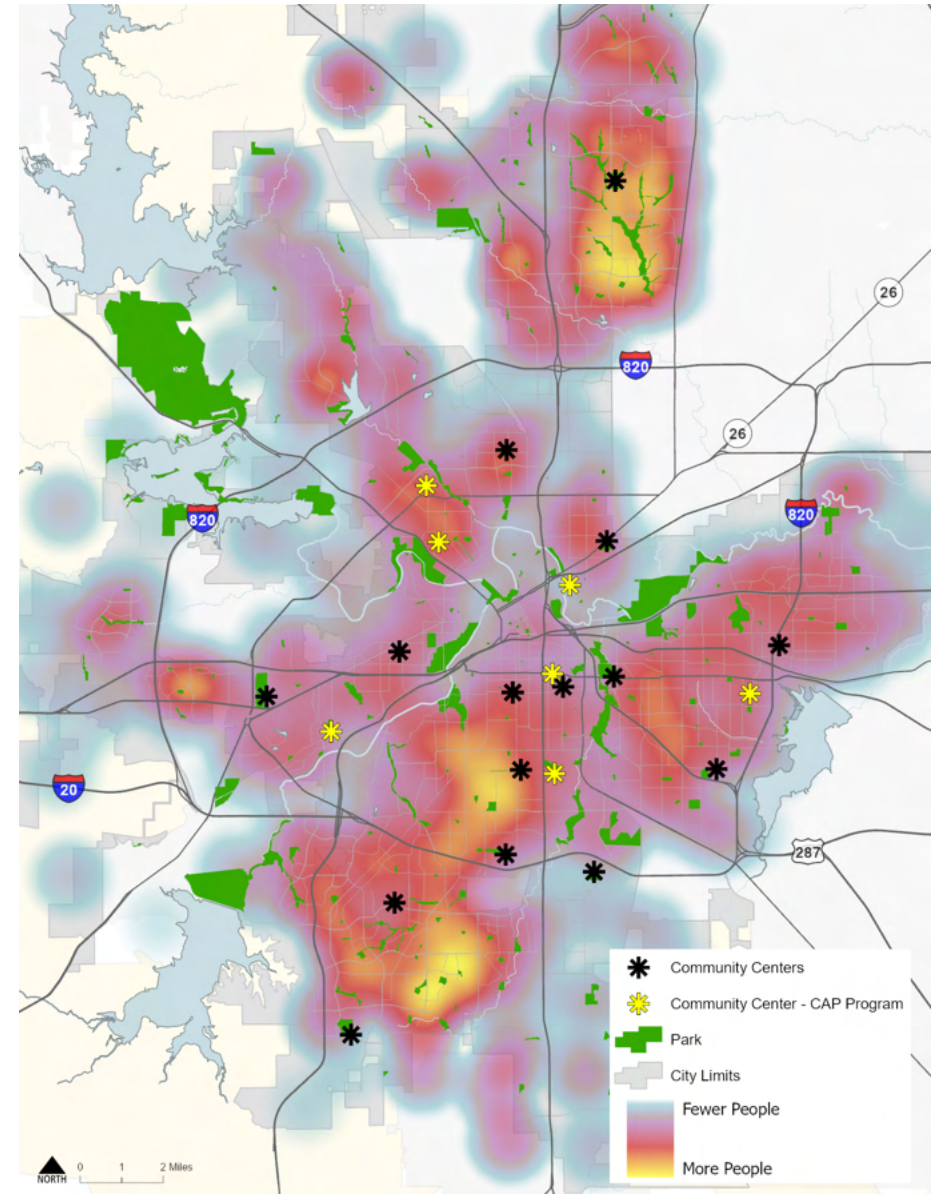 26
820
26
820
820
20
287
Community Centers
Community Center - CAP Program
Park
City Limits
Fewer People
More People
NORTH
0 1 2 Miles